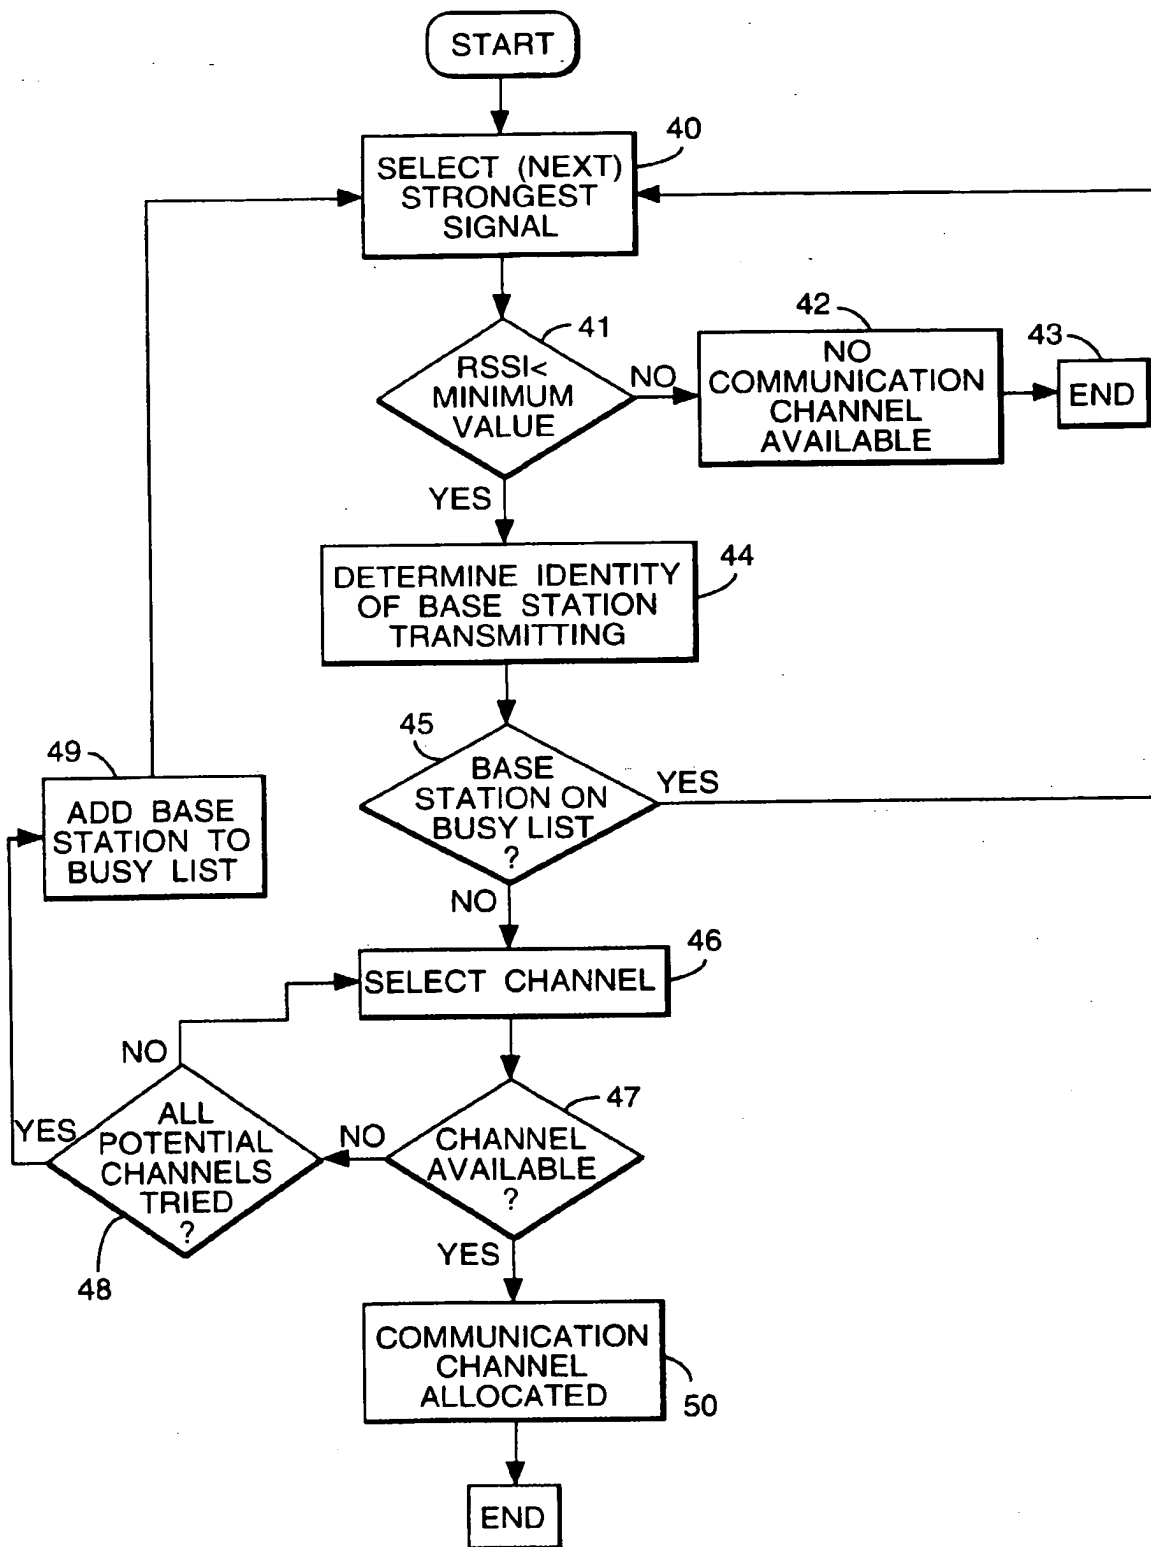 START
40
SELECT (NEXT)
STRONGEST
SIGNAL
41
RSSI<
MINIMUM
VALUE
NO
42
NO
COMMUNICATION
CHANNEL
AVAILABLE
43
END
YES
44
DETERMINE IDENTITY
OF BASE STATION
TRANSMITTING
45
BASE
STATION ON
BUSY LIST
?
YES
49
ADD BASE
STATION TO
BUSY LIST
NO
46
SELECT CHANNEL
NO
47
CHANNEL
AVAILABLE
?
NO
YES
ALL
POTENTIAL
CHANNELS
TRIED
?
48
YES
COMMUNICATION
CHANNEL
ALLOCATED
50
END